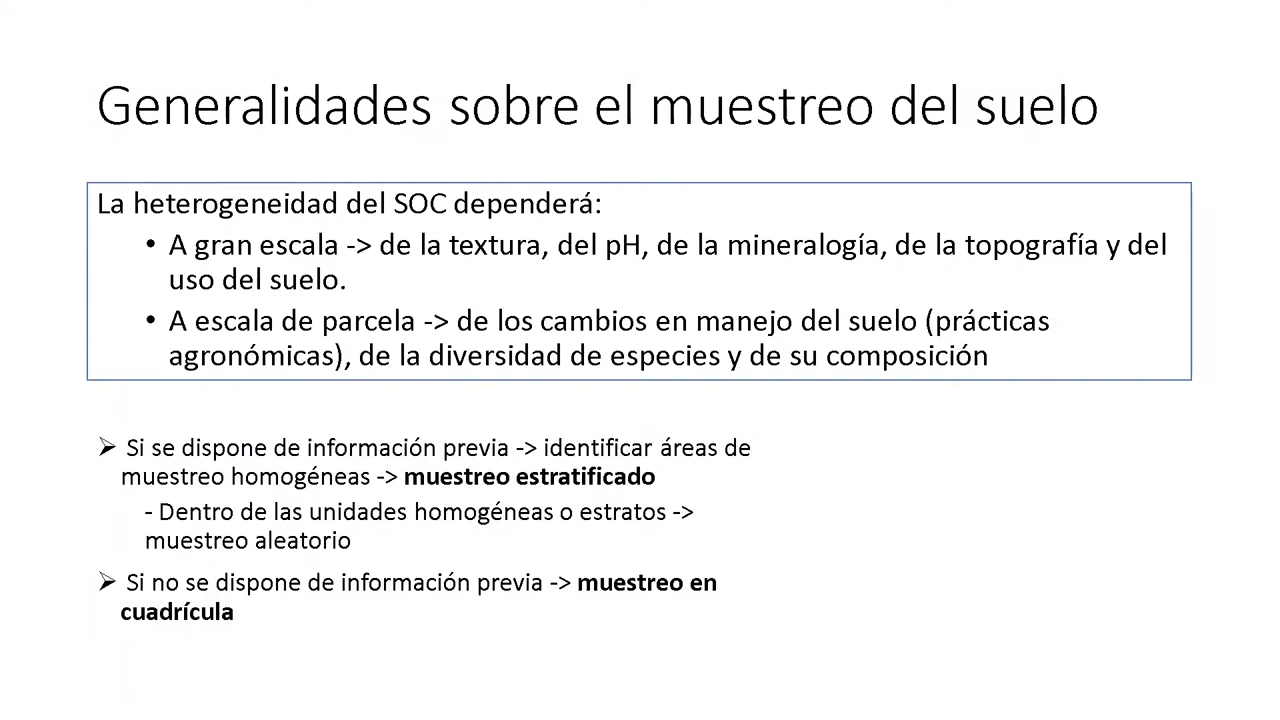 Generalidades sobre el muestreo del suelo
La heterogeneidad del SOC dependerá:
• A gran escala -> de la textura, del pH, de la mineralogía, de la topografía y del
uso del suelo.
• A escala de parcela -> de los cambios en manejo del suelo (prácticas
agronómicas), de la diversidad de especies y de su composición
➢ Si se dispone de información previa -> identificar áreas de
muestreo homogéneas -> muestreo estratificado
- Dentro de las unidades homogéneas o estratos ->
muestreo aleatorio
➢ Si no se dispone de información previa -> muestreo en
cuadrícula